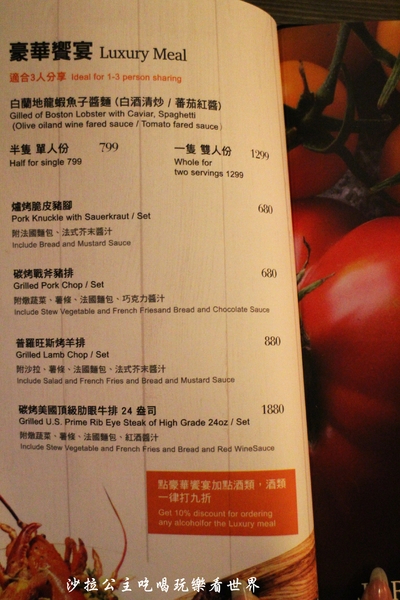 豪華饗宴 Luxury Meal
適合3人分享 Ideal for 1-3 person sharing
白蘭地龍蝦魚子醬麵 (白酒清炒 / 蕃茄紅醬)
Gilled of Boston Lobster with Caviar, Spaghetti
(Olive oiland wine fared sauce / Tomato fared sauce)
半隻 單人份 799
Half for single 799
一隻 雙人份 1299
Whole for
two servings 1299
爐烤脆皮豬腳 680
Pork Knuckle with Sauerkraut / Set
附法國麵包、法式芥末醬汁
Include Bread and Mustard Sauce
碳烤戰斧豬排 680
Grilled Pork Chop / Set
附燉蔬菜、薯條、法國麵包、巧克力醬汁
Include Stew Vegetable and French Friesand Bread and Chocolate Sauce
普羅旺斯烤羊排 880
Grilled Lamb Chop / Set
附沙拉、薯條、法國麵包、法式芥末醬汁
Include Salad and French Fries and Bread and Mustard Sauce
碳烤美國頂級肋眼牛排 24 盎司 1880
Grilled U.S. Prime Rib Eye Steak of High Grade 24oz / Set
附燉蔬菜、薯條、法國麵包、紅酒醬汁
Include Stew Vegetable and French Fries and Bread and Red WineSauce
點豪華饗宴加點酒類，酒類
一律打九折
Get 10% discount for ordering
any alcoholfor the Luxury meal
沙拉公主吃喝玩樂看世界